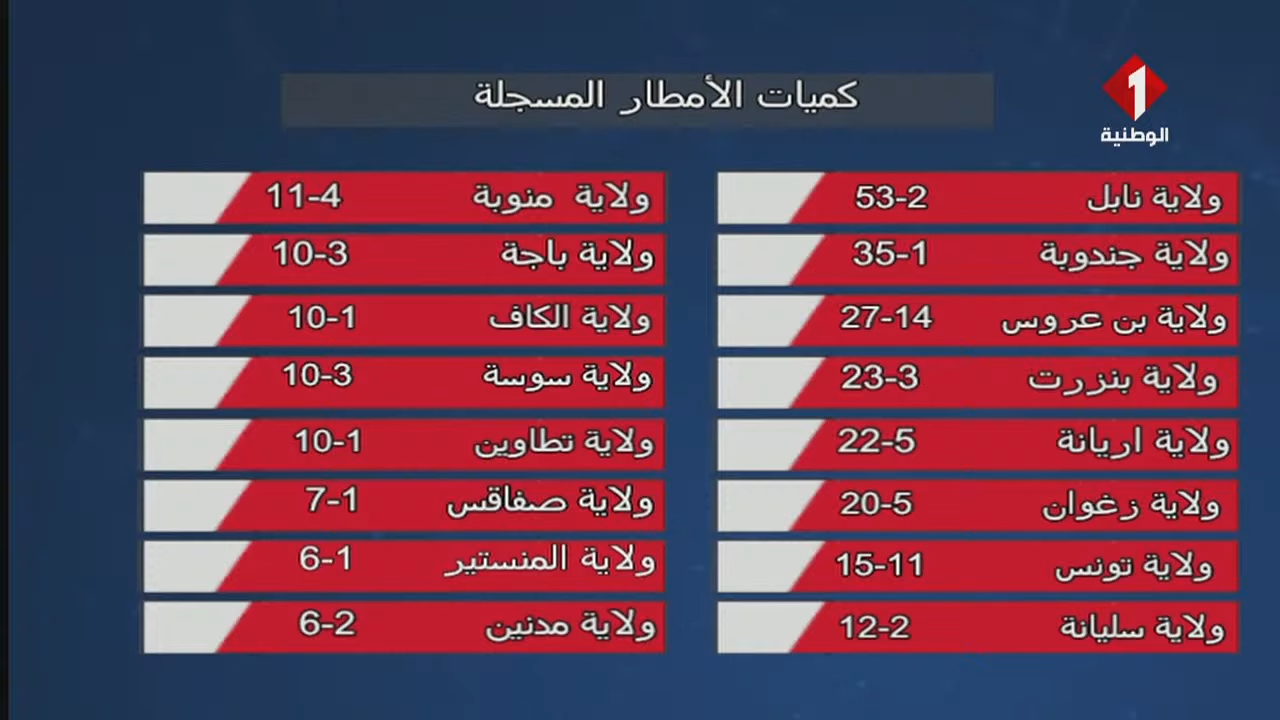 1
الوطنية
كميات الأمطار المسجلة
ولاية نابل 53-2
ولاية جندوبة 35-1
ولاية بن عروس 27-14
ولاية بنزرت 23-3
ولاية اريانة 22-5
ولاية زغوان 20-5
ولاية تونس 15-11
ولاية سليانة 12-2
ولاية منوبة 11-4
ولاية باجة 10-3
ولاية الكاف 10-1
ولاية سوسة 10-3
ولاية تطاوين 10-1
ولاية صفاقس 7-1
ولاية المنستير 6-1
ولاية مدنين 6-2